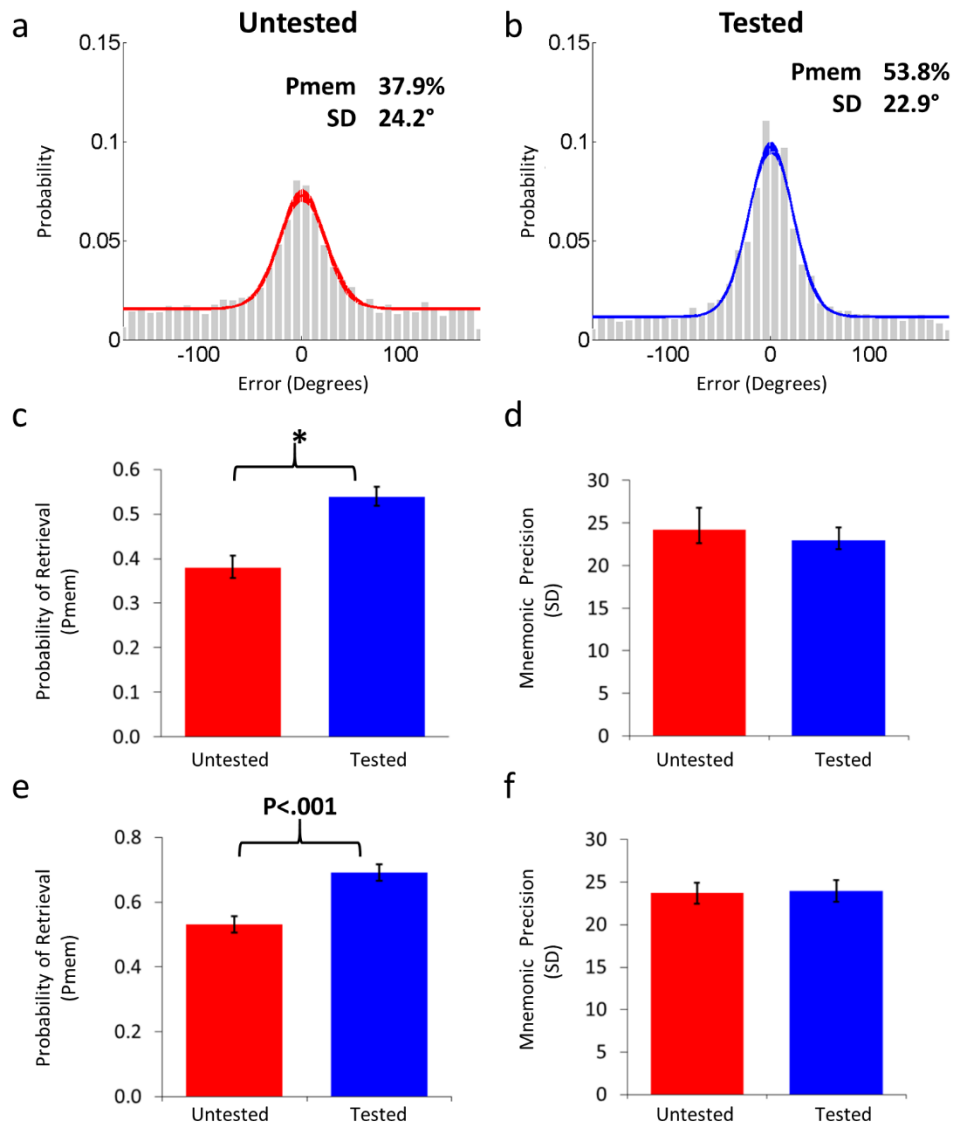 a
Untested
0.15
0.1
0.05
0
Probability
Pmem 37.9%
SD 24.2°
-100 0 100
Error (Degrees)
b
Tested
0.15
0.1
0.05
0
Probability
Pmem 53.8%
SD 22.9°
-100 0 100
Error (Degrees)
c
*
0.6
0.5
0.4
0.3
0.2
0.1
0.0
Probability of Retrieval
(Pmem)
Untested Tested
d
30
25
20
15
10
5
0
Mnemonic Precision
(SD)
Untested Tested
e
P<.001
0.8
0.6
0.4
0.2
0.0
Probability of Retrieval
(Pmem)
Untested Tested
f
30
25
20
15
10
5
0
Mnemonic Precision
(SD)
Untested Tested